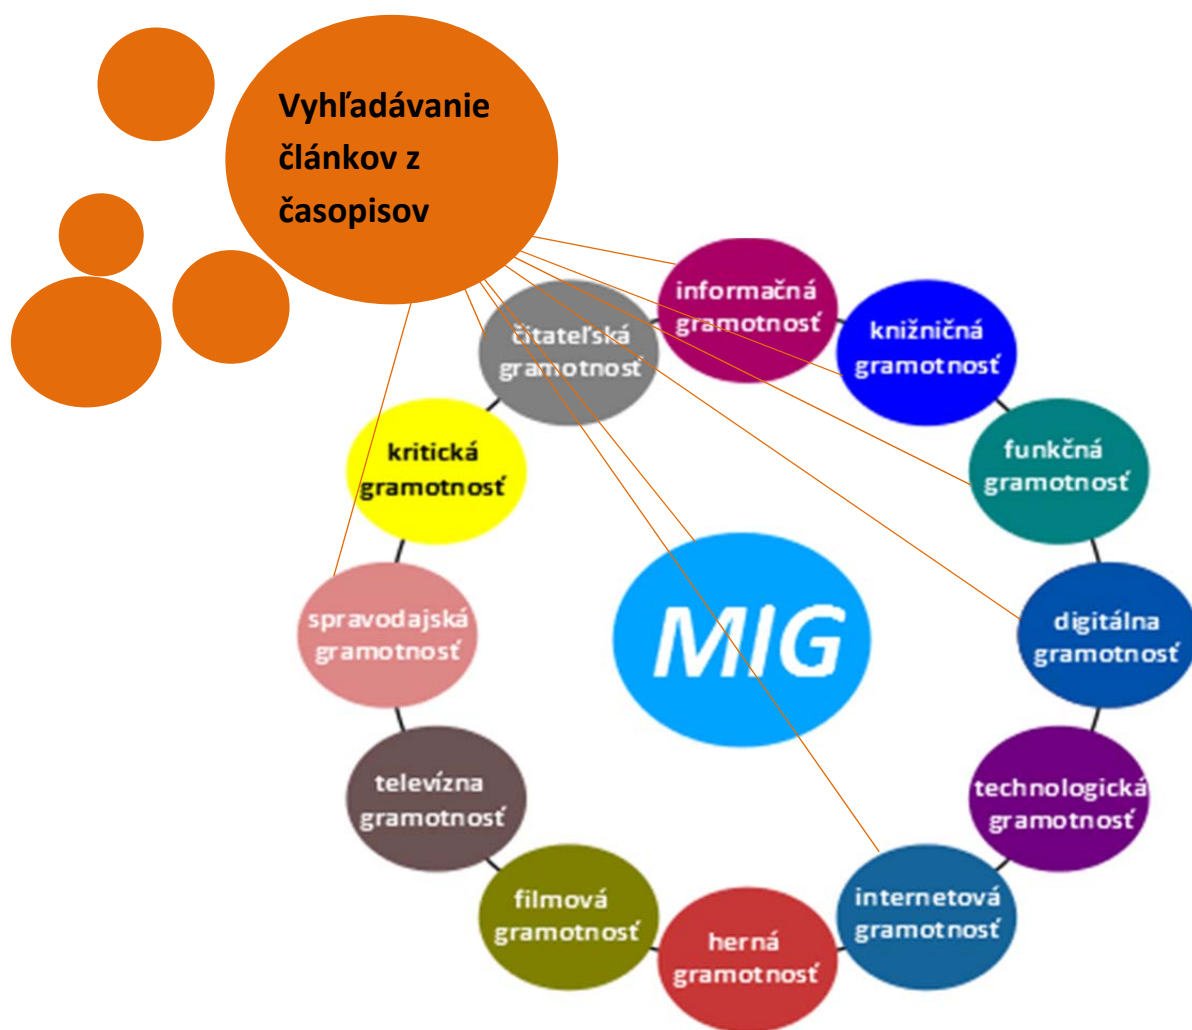 Vyhľadávanie
článkov z
časopisov
informačná
gramotnosť
knižničná
gramotnosť
funkčná
gramotnosť
digitálna
gramotnosť
technologická
gramotnosť
internetová
gramotnosť
herná
gramotnosť
filmová
gramotnosť
televízna
gramotnosť
spravodajská
gramotnosť
kritická
gramotnosť
čitateľská
gramotnosť
MIG